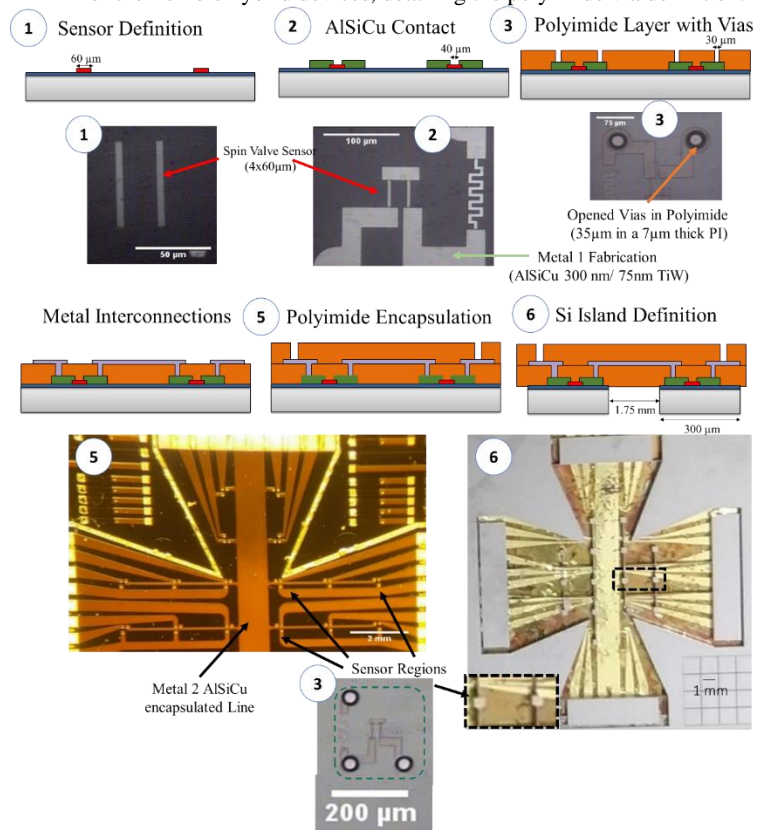 1 Sensor Definition
2 AlSiCu Contact
3 Polyimide Layer with Vias
60 µm
40 µm
30 µm
1
2
3
100 µm
75 µm
Spin Valve Sensor
(4x60µm)
50 µm
Opened Vias in Polyimide
(35µm in a 7µm thick PI)
Metal 1 Fabrication
(AlSiCu 300 nm/ 75nm TiW)
Metal Interconnections
5 Polyimide Encapsulation
6 Si Island Definition
1.75 mm
300 µm
5
6
2 mm
Sensor Regions
Metal 2 AlSiCu
encapsulated Line
3
1 mm
200 µm